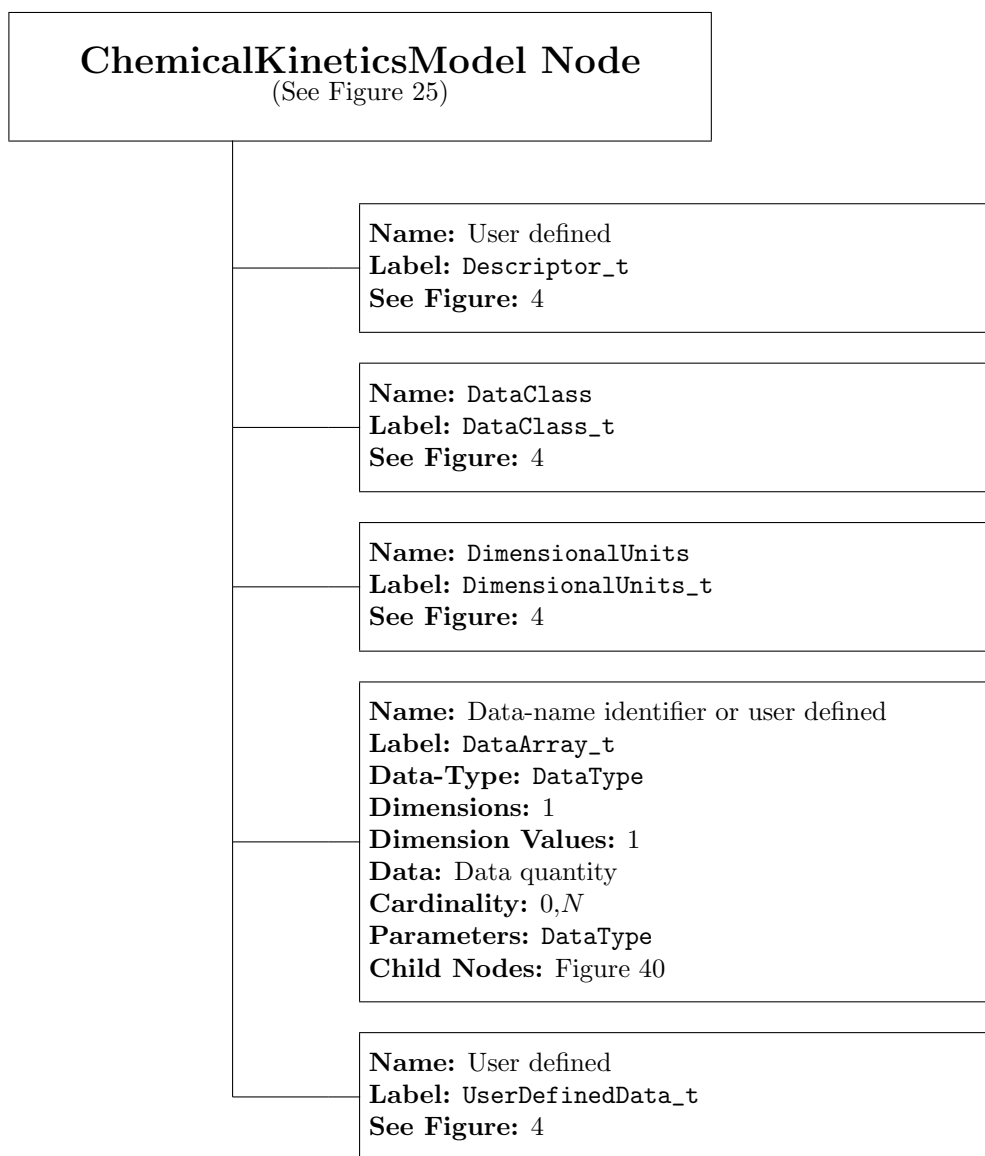 ChemicalKineticsModel Node
(See Figure 25)
Name: User defined
Label: Descriptor_t
See Figure: 4
Name: DataClass
Label: DataClass_t
See Figure: 4
Name: DimensionalUnits
Label: DimensionalUnits_t
See Figure: 4
Name: Data-name identifier or user defined
Label: DataArray_t
Data-Type: DataType
Dimensions: 1
Dimension Values: 1
Data: Data quantity
Cardinality: 0,N
Parameters: DataType
Child Nodes: Figure 40
Name: User defined
Label: UserDefinedData_t
See Figure: 4